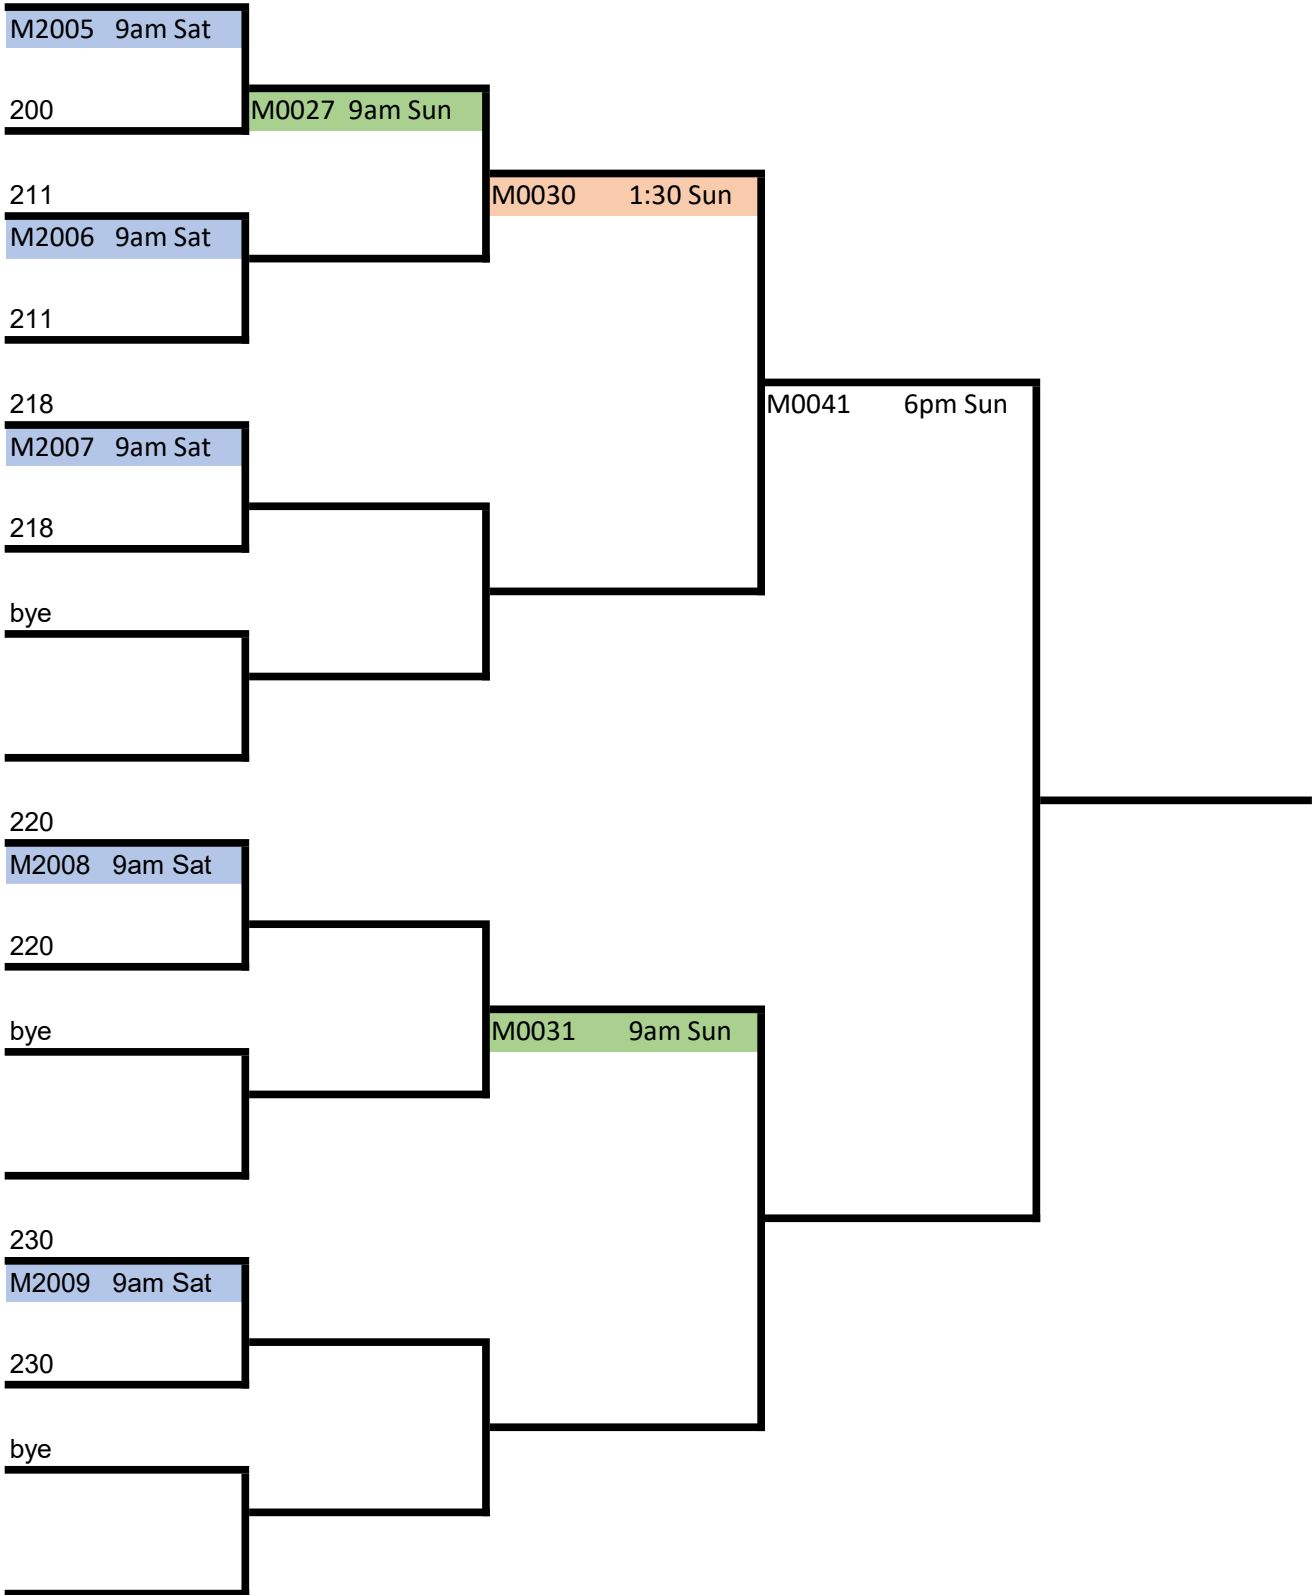 M2005 9am Sat
200
M0027 9am Sun
211
M0030 1:30 Sun
M2006 9am Sat
211
218
M0041 6pm Sun
M2007 9am Sat
218
bye
220
M2008 9am Sat
220
bye
M0031 9am Sun
230
M2009 9am Sat
230
bye